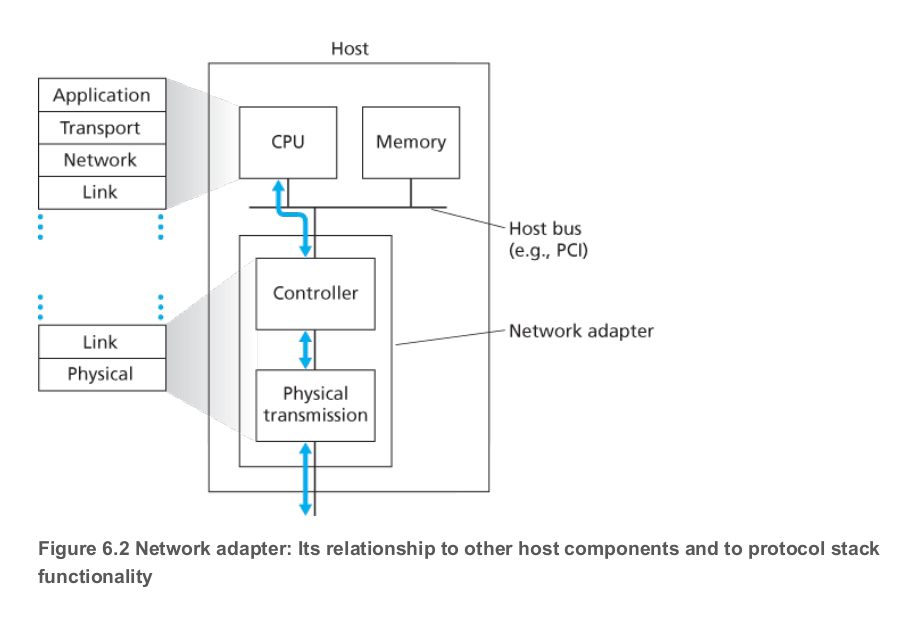 Host
Application
Transport
Network
Link
CPU
Memory
Host bus
(e.g., PCI)
Controller
Network adapter
Link
Physical
Physical
transmission
Figure 6.2 Network adapter: Its relationship to other host components and to protocol stack
functionality